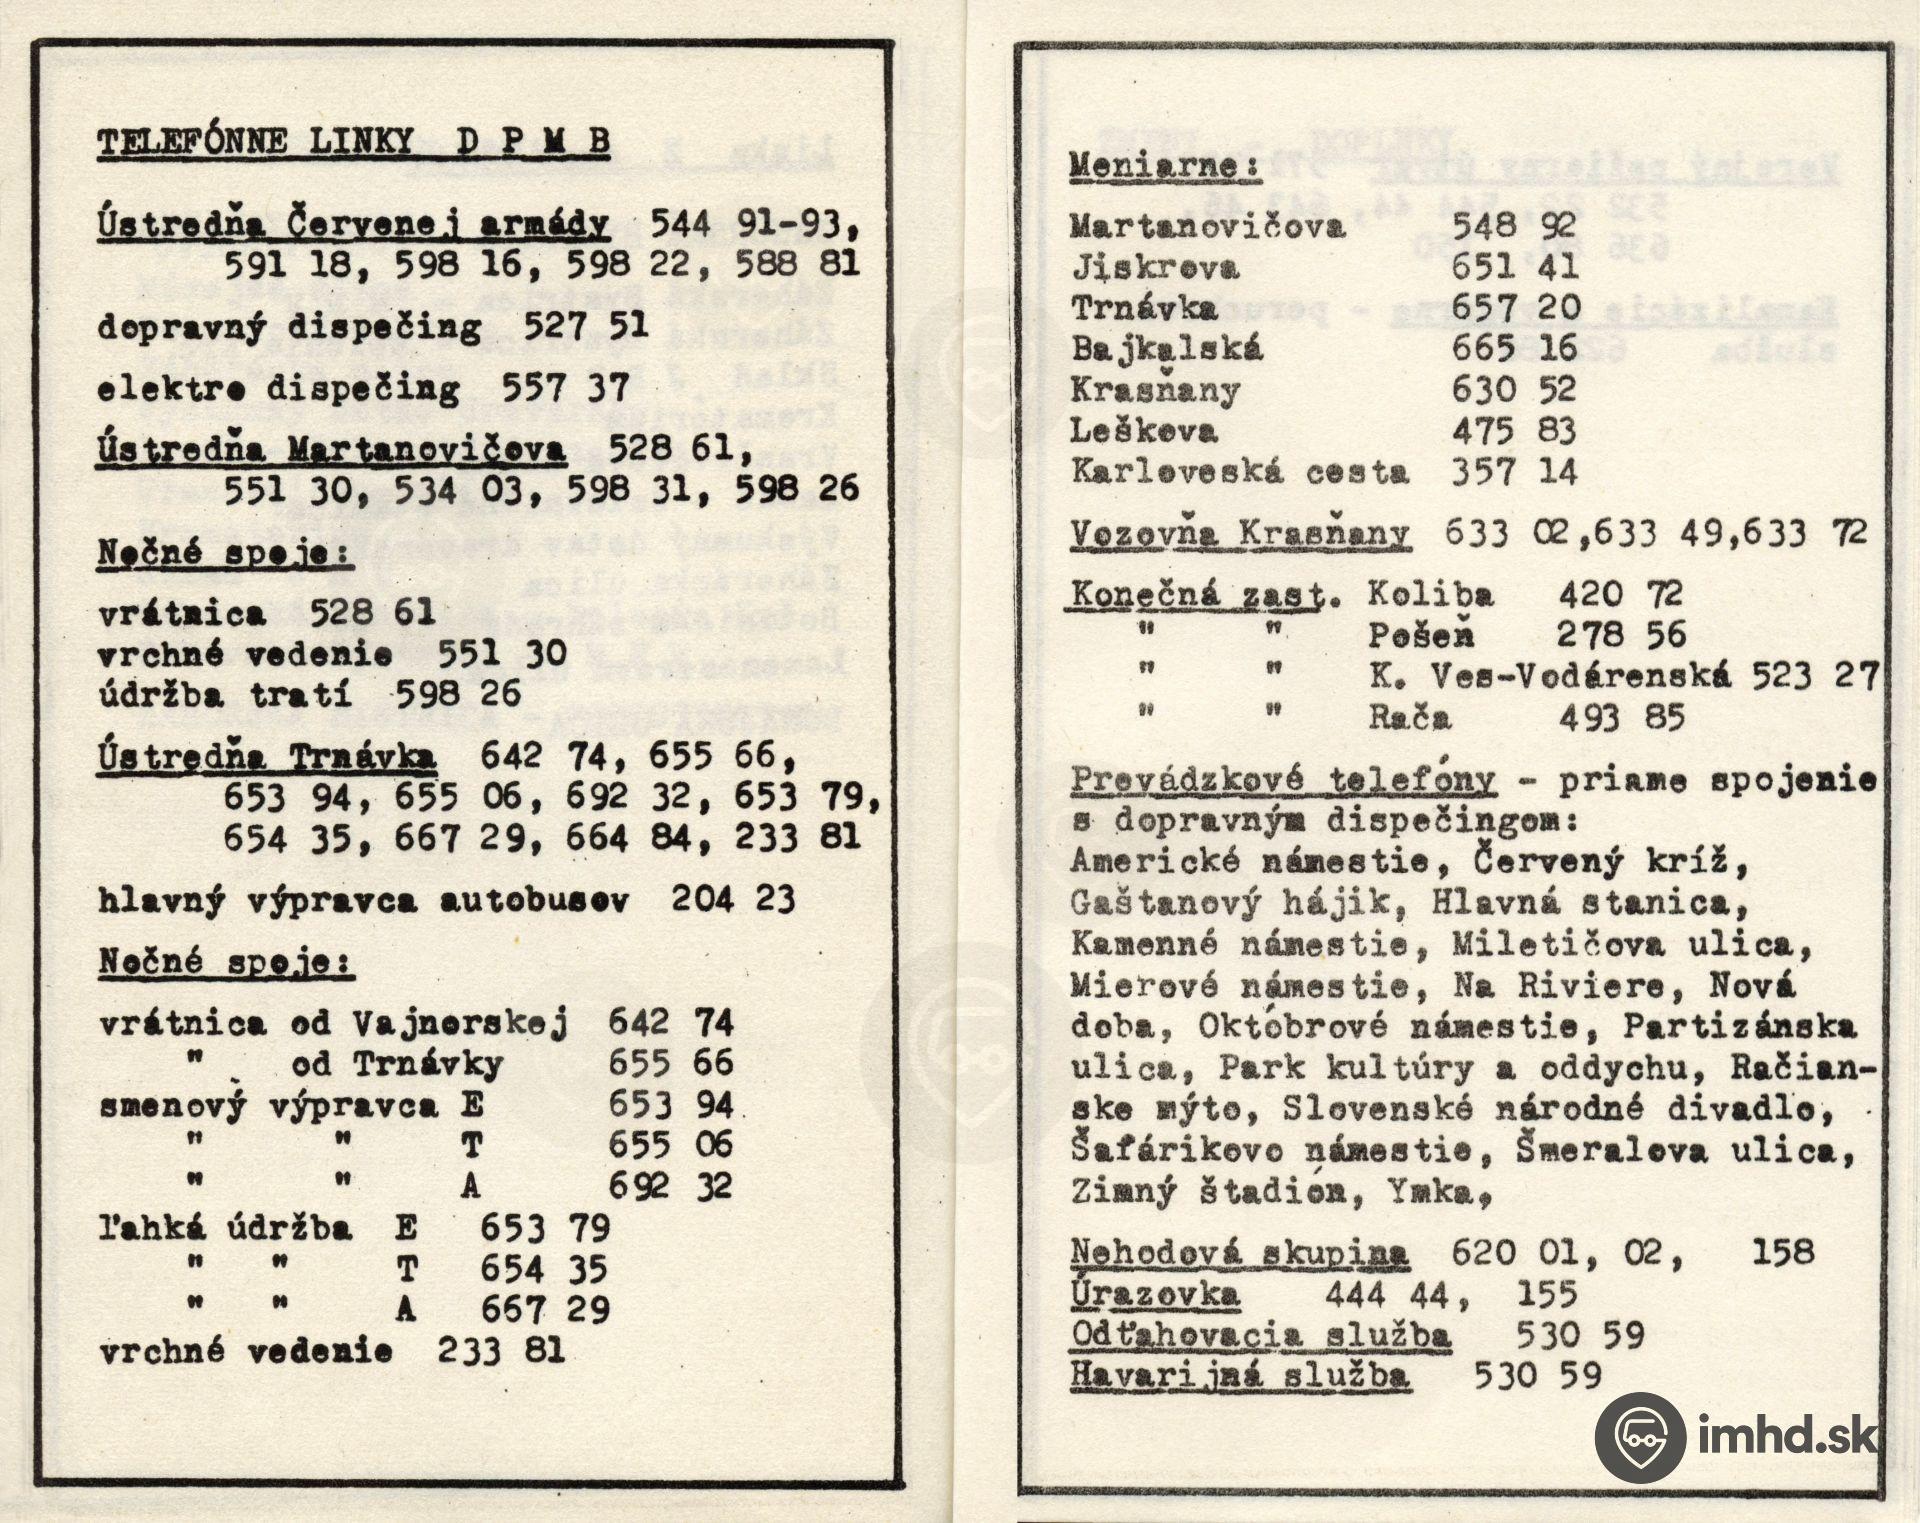 TELEFÓNNE LINKY D P M B
Ústredňa Červenej armády 544 91-93,
591 18, 598 16, 598 22, 588 81
dopravný dispečing 527 51
elektro dispečing 557 37
Ústredňa Martanovičova 528 61,
551 30, 534 03, 598 31, 598 26
Nočné spoje:
vrátnica 528 61
vrchné vedenie 551 30
údržba tratí 598 26
Ústredňa Trnávka 642 74, 655 66,
653 94, 655 06, 692 32, 653 79,
654 35, 667 29, 664 84, 233 81
hlavný výpravca autobusov 204 23
Nočné spoje:
vrátnica od Vajnorskej 642 74
" od Trnávky 655 66
smenový výpravca E 653 94
" " T 655 06
" " A 692 32
ľahká údržba E 653 79
" " T 654 35
" " A 667 29
vrchné vedenie 233 81
Meniarne:
Martanovičova 548 92
Jiskrova 651 41
Trnávka 657 20
Bajkalská 665 16
Krasňany 630 52
Leškova 475 83
Karloveská cesta 357 14
Vozovňa Krasňany 633 02,633 49,633 72
Konečná zast. Koliba 420 72
" " Pošeň 278 56
" " K. Ves-Vodárenská 523 27
" " Rača 493 85
Prevádzkové telefóny - priame spojenie
s dopravným dispečingom:
Americké námestie, Červený kríž,
Gaštanový hájik, Hlavná stanica,
Kamenné námestie, Miletičova ulica,
Mierové námestie, Na Riviere, Nová
doba, Októbrové námestie, Partizánska
ulica, Park kultúry a oddychu, Račian-
ske mýto, Slovenské národné divadlo,
Šafárikovo námestie, Šmeralova ulica,
Zimný štadión, Ymka,
Nehodová skupina 620 01, 02, 158
Úrazovka 444 44, 155
Odťahovacia služba 530 59
Havarijná služba 530 59
imhd.sk